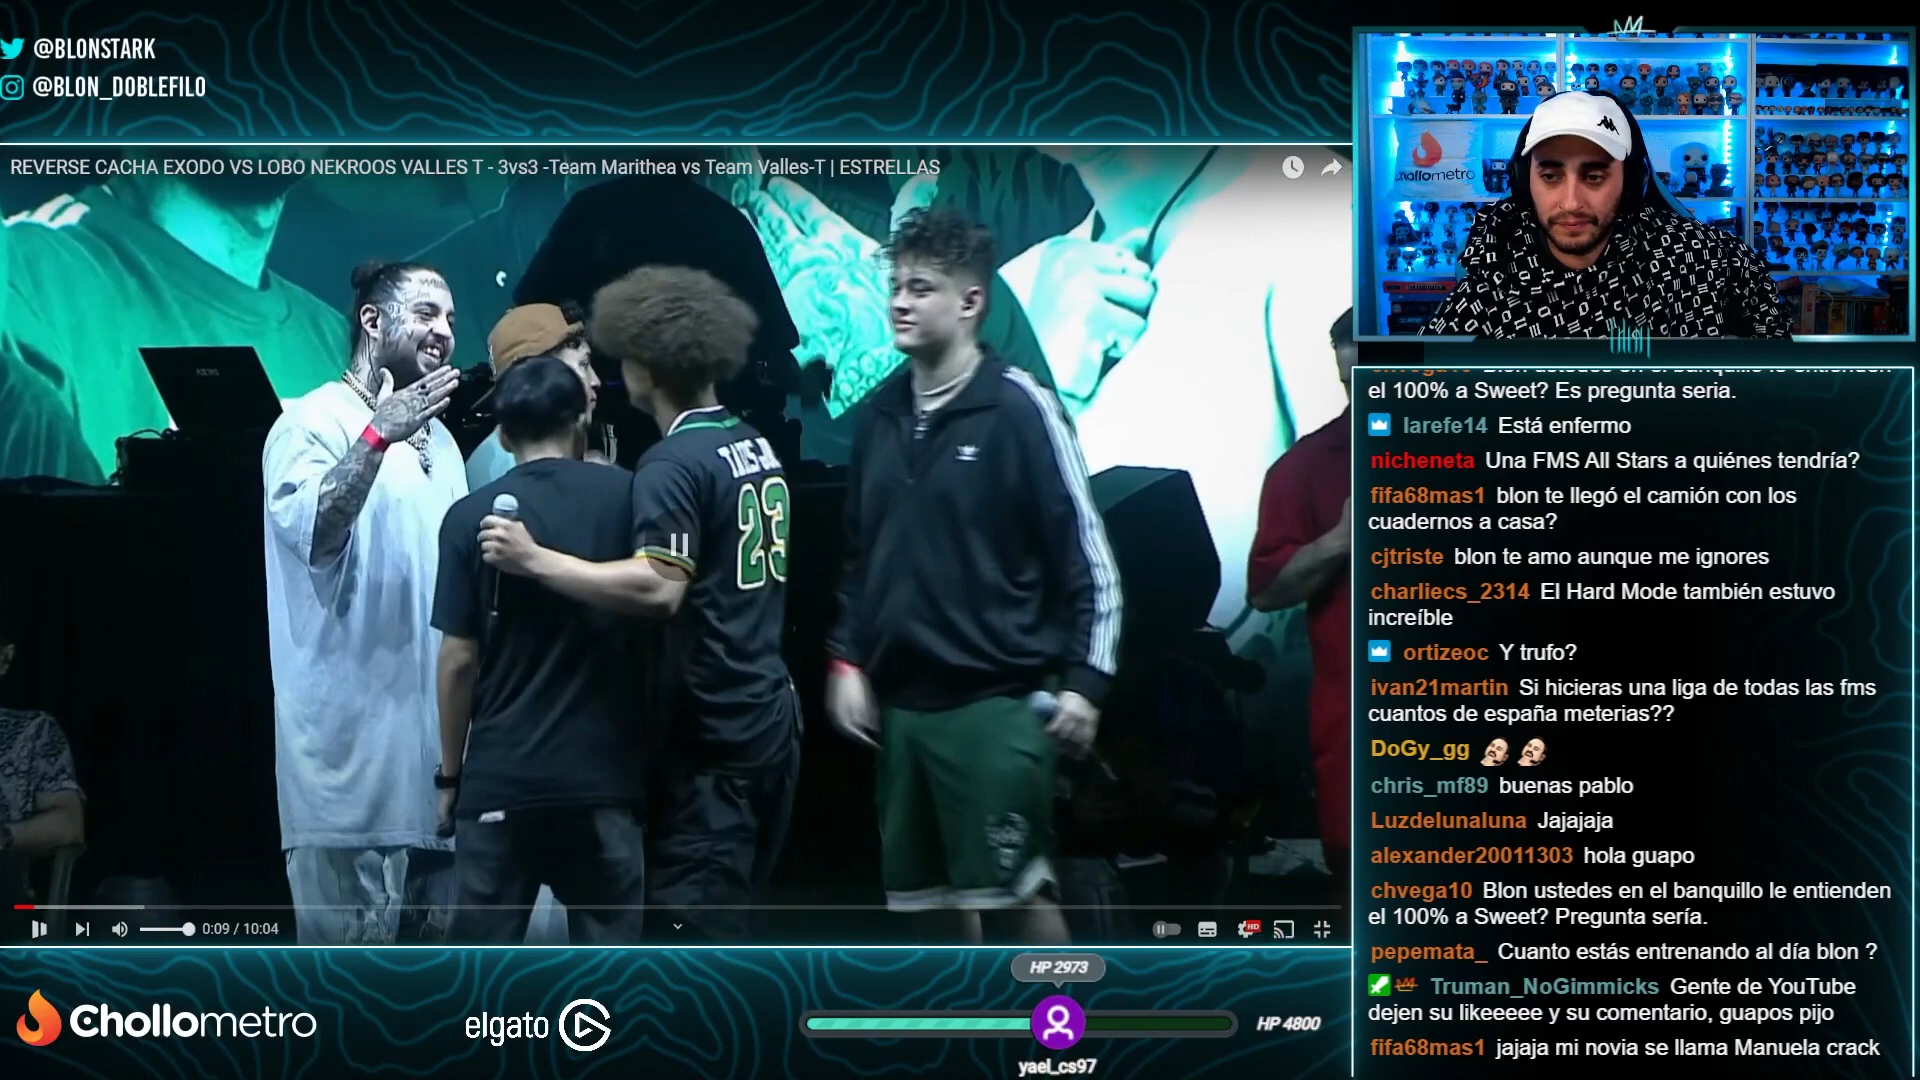 @BLONSTARK
@BLON_DOBLEFILO
REVERSE CACHA EXODO VS LOBO NEKROOS VALLES T - 3vs3 -Team Marithea vs Team Valles-T | ESTRELLAS
23
0:09 / 10:04
HD
Chollometro
elgato
HP 2973
HP 4800
yael_cs97
chollometro
el 100% a Sweet? Es pregunta seria.
larefe14 Está enfermo
nicheneta Una FMS All Stars a quiénes tendría?
fifa68mas1 blon te llegó el camión con los
cuadernos a casa?
cjtriste blon te amo aunque me ignores
charliecs_2314 El Hard Mode también estuvo
increíble
ortizeoc Y trufo?
ivan21martin Si hicieras una liga de todas las fms
cuantos de españa meterias??
DoGy_gg
chris_mf89 buenas pablo
Luzdelunaluna Jajajaja
alexander20011303 hola guapo
chvega10 Blon ustedes en el banquillo le entienden
el 100% a Sweet? Pregunta sería.
pepemata_ Cuanto estás entrenando al día blon ?
Truman_NoGimmicks Gente de YouTube
dejen su likeeeee y su comentario, guapos pijo
fifa68mas1 jajaja mi novia se llama Manuela crack